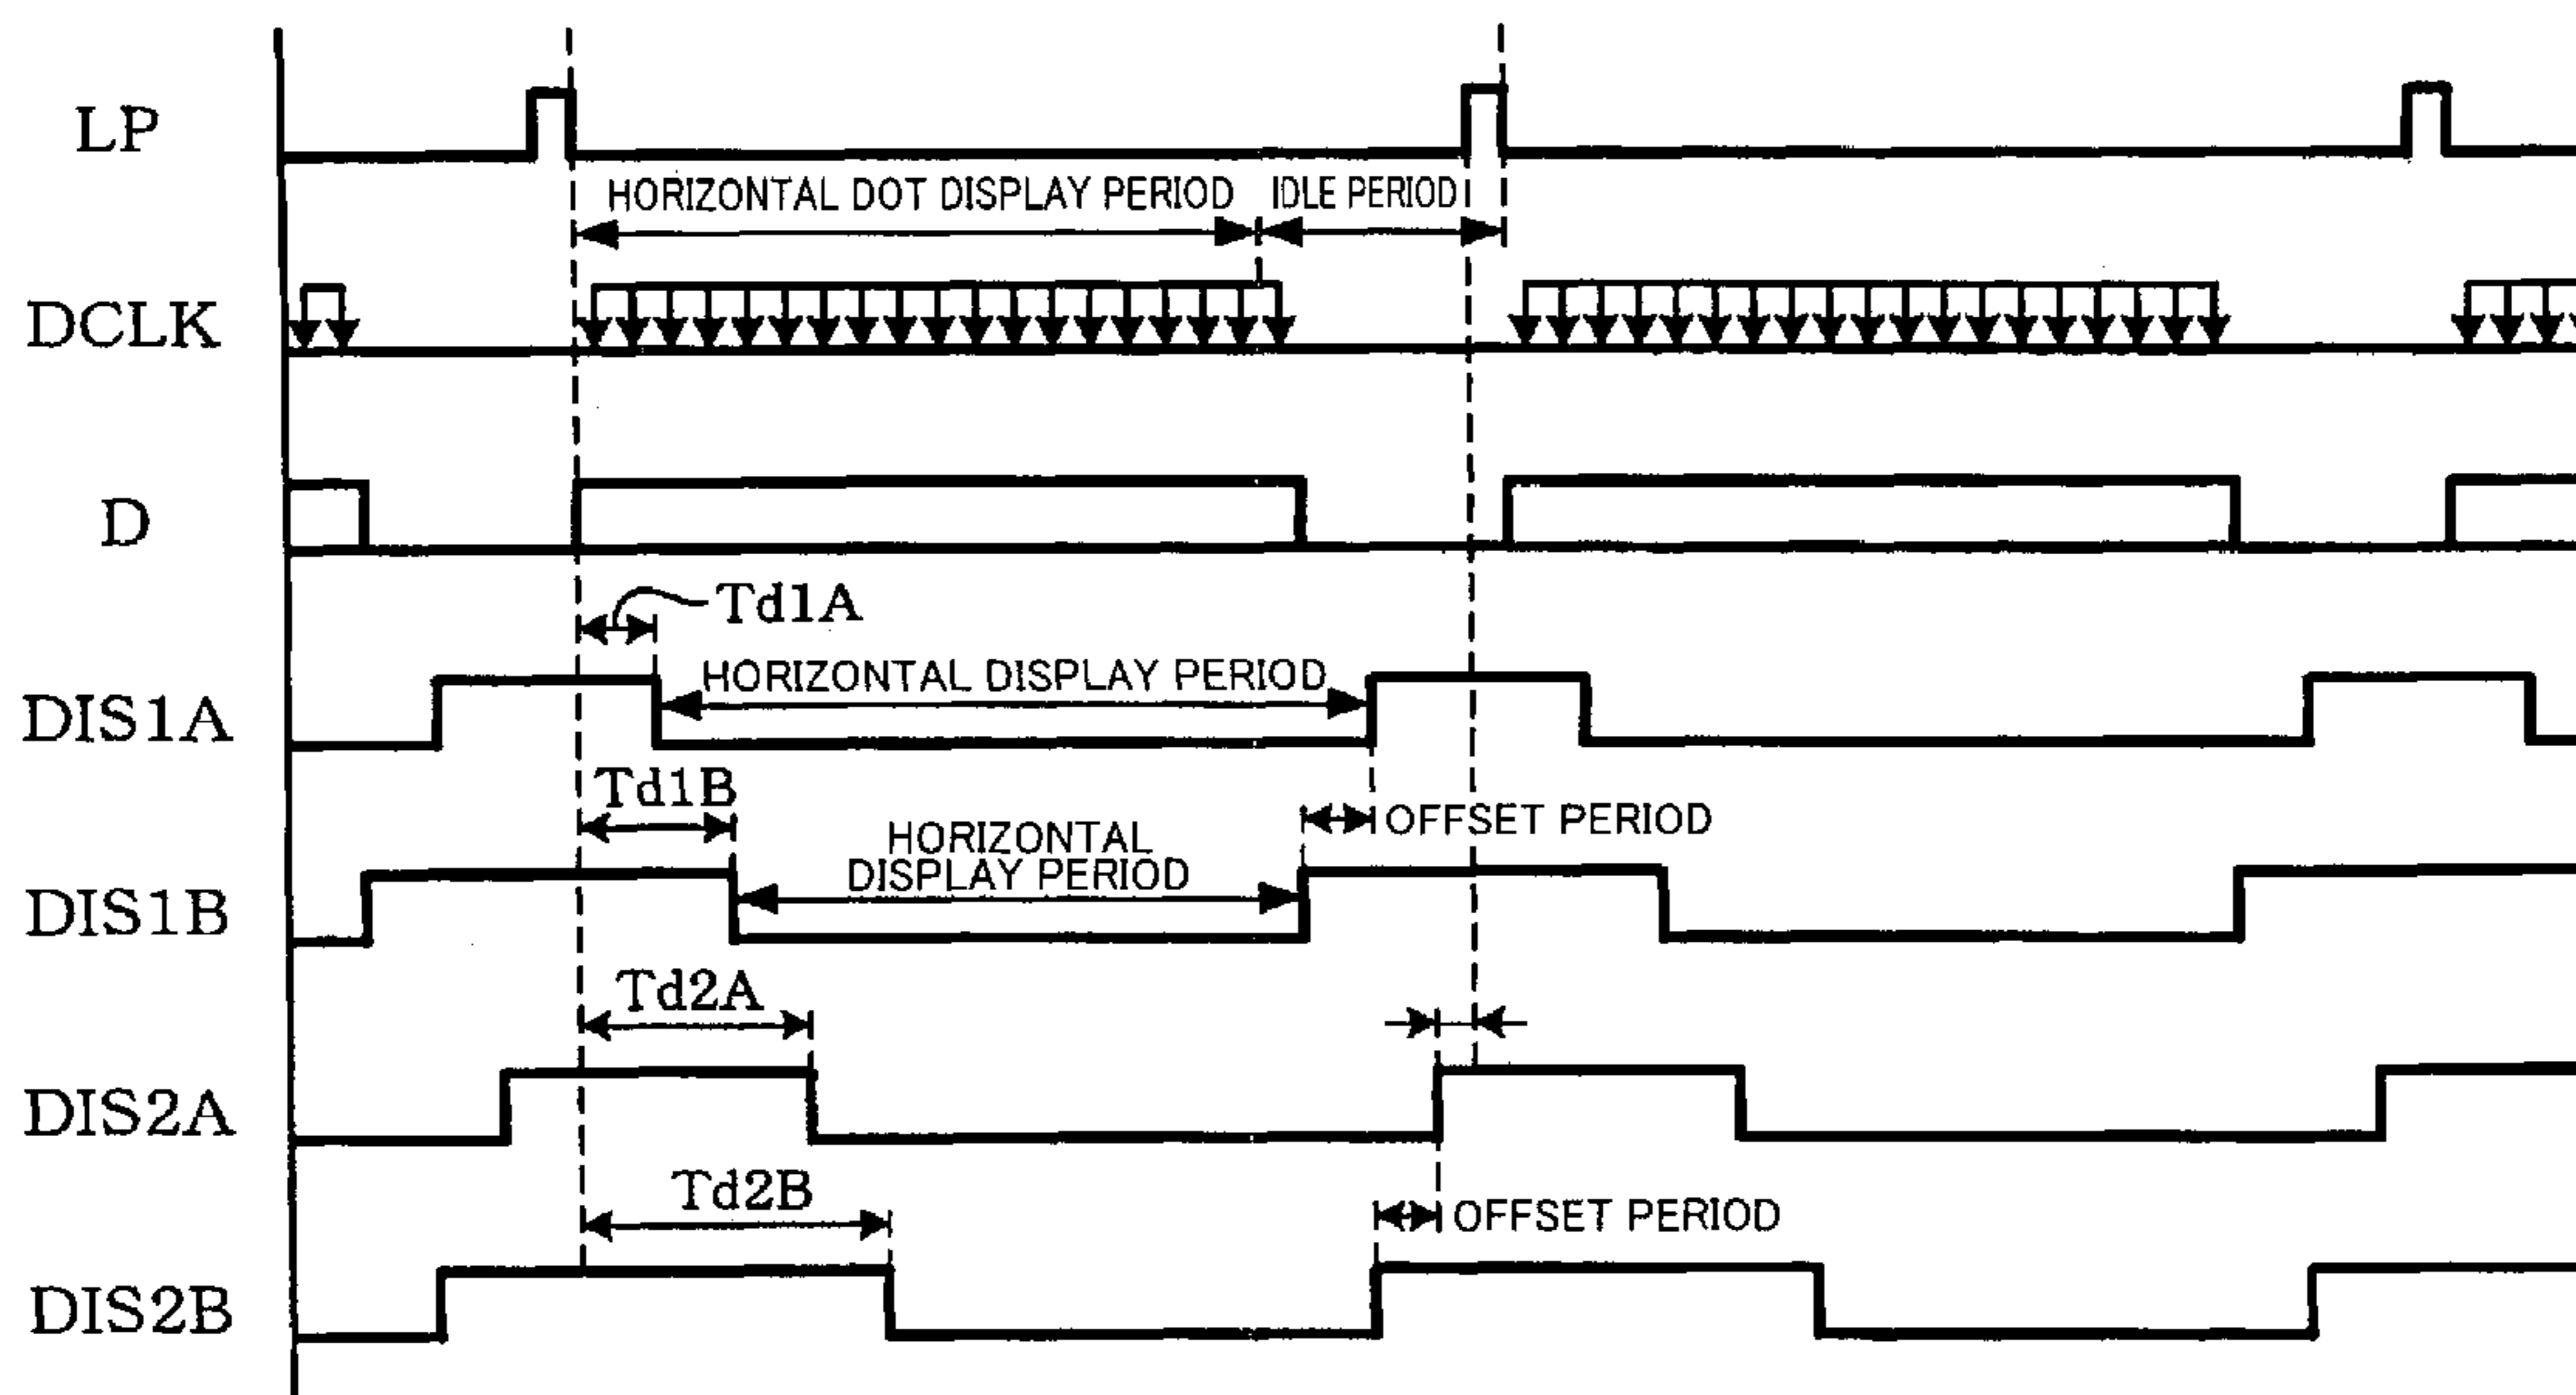 LP
HORIZONTAL DOT DISPLAY PERIOD
IDLE PERIOD
DCLK
D
Td1A
DIS1A
HORIZONTAL DISPLAY PERIOD
Td1B
HORIZONTAL
DISPLAY PERIOD
OFFSET PERIOD
DIS1B
Td2A
DIS2A
Td2B
OFFSET PERIOD
DIS2B